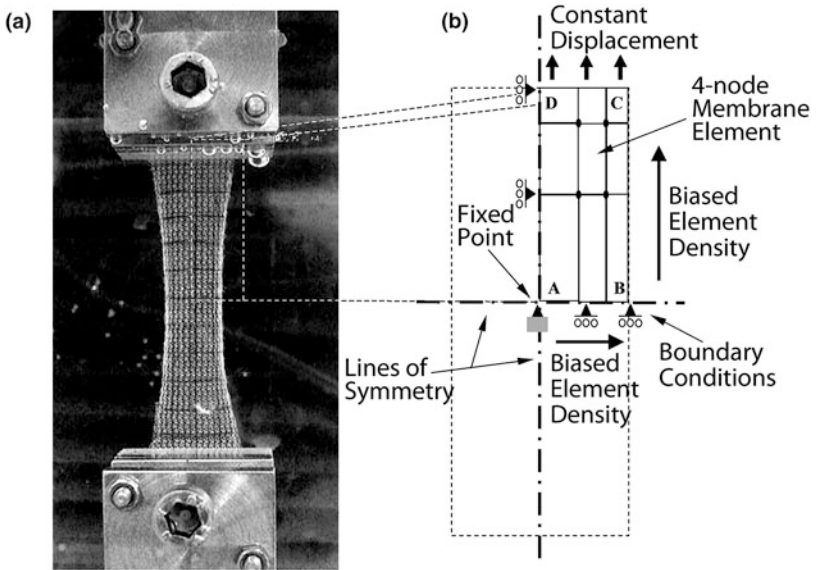 (a)
(b)
Constant
Displacement
D
C
4-node
Membrane
Element
Biased
Element
Density
Fixed
Point
A
B
Lines of
Symmetry
Biased
Element
Density
Boundary
Conditions